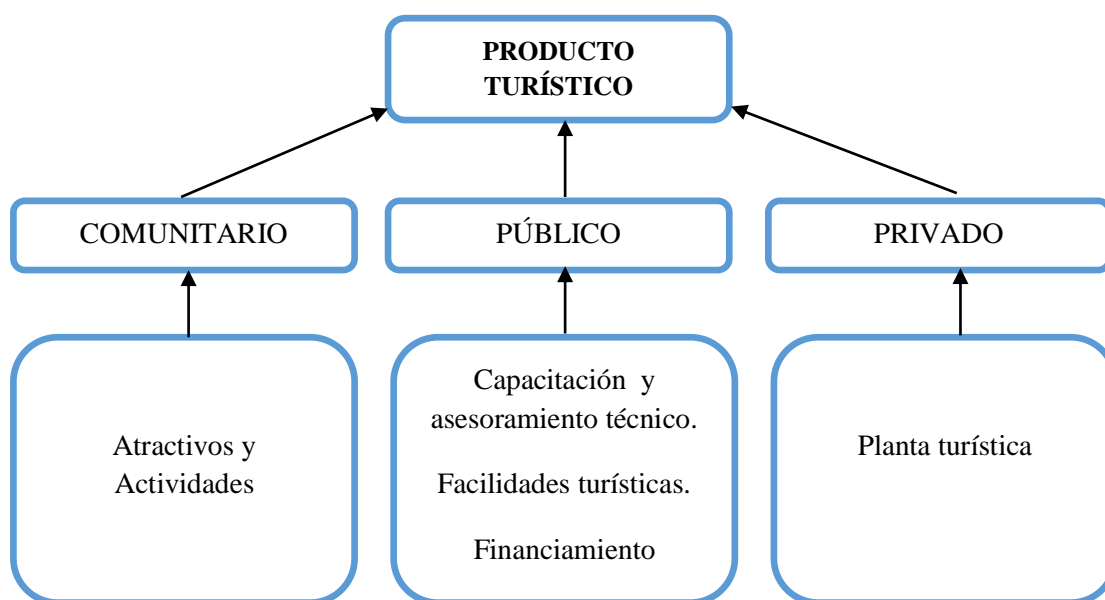 PRODUCTO
TURÍSTICO
COMUNITARIO
PÚBLICO
PRIVADO
Atractivos y
Actividades
Capacitación y
asesoramiento técnico.
Facilidades turísticas.
Financiamiento
Planta turística